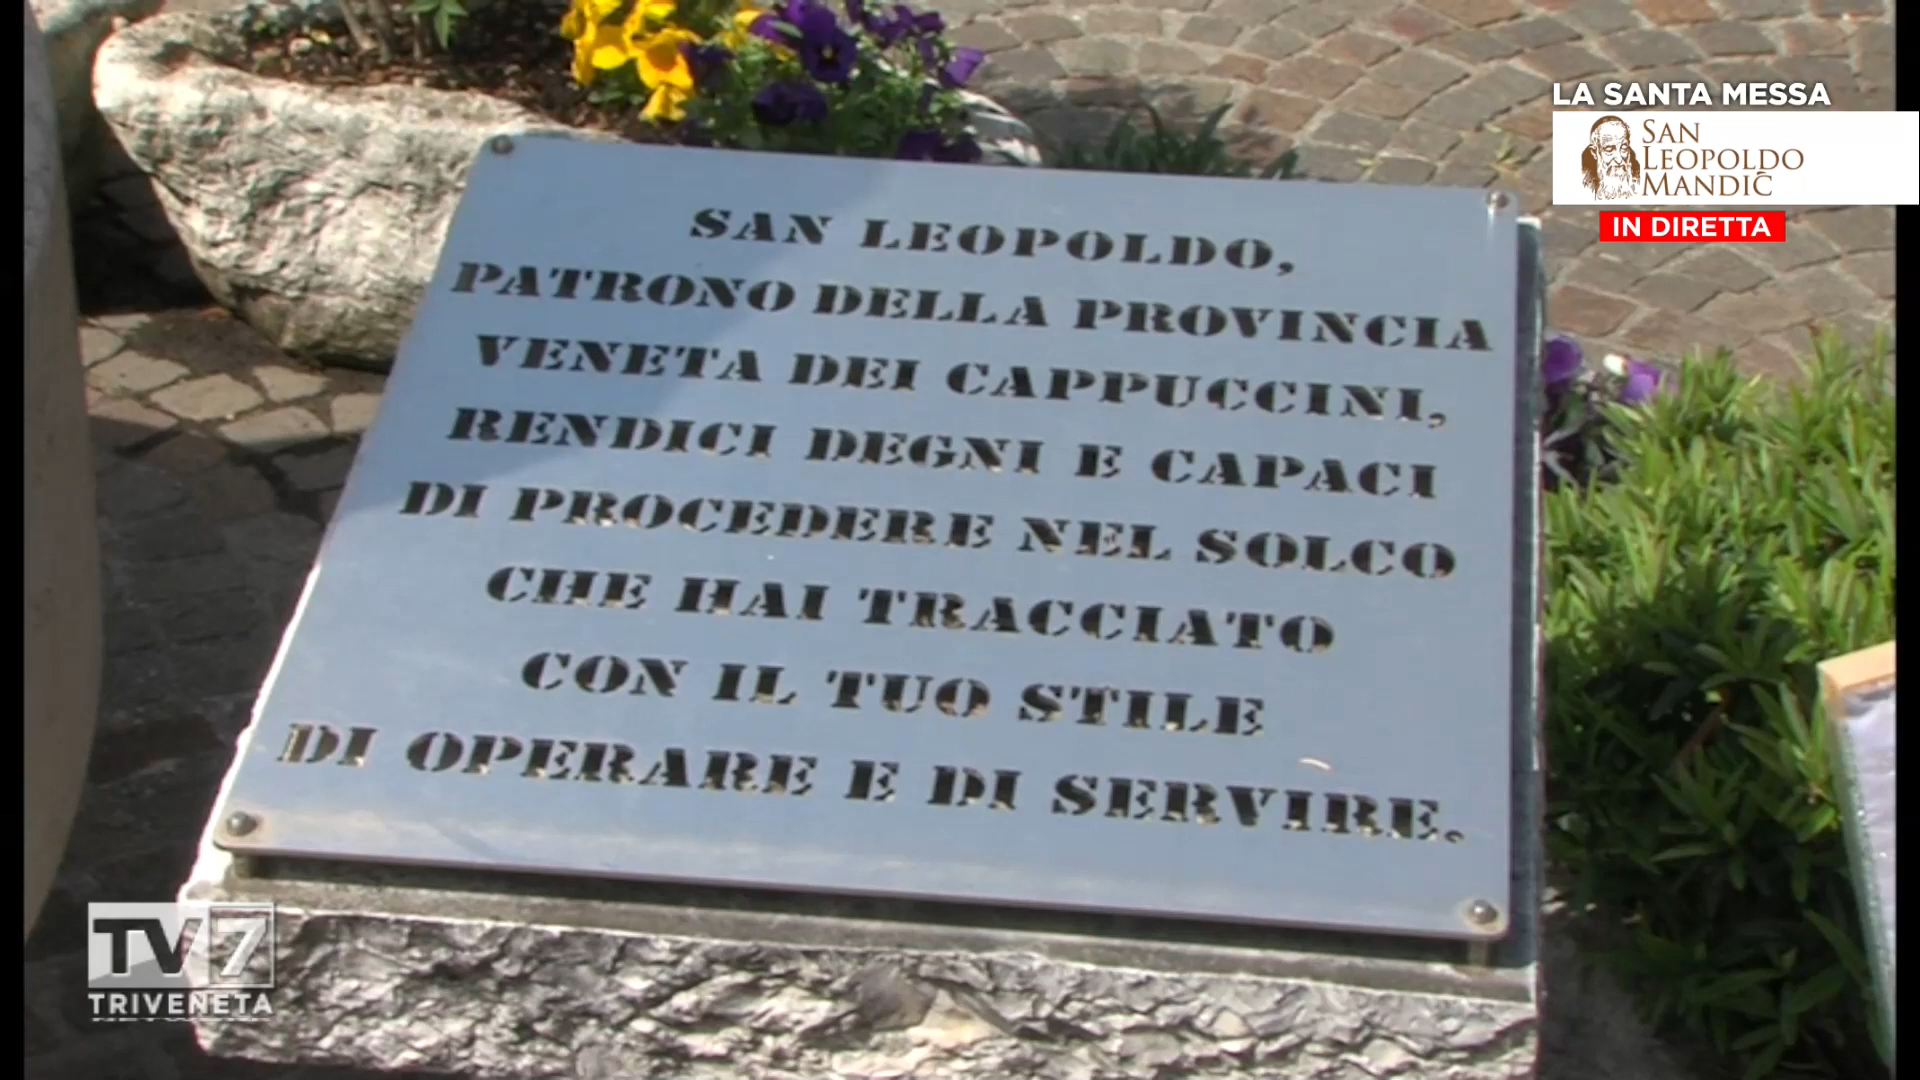 LA SANTA MESSA
SAN
LEOPOLDO
MANDIĆ
IN DIRETTA
SAN LEOPOLDO,
PATRONO DELLA PROVINCIA
VENETA DEI CAPPUCCINI,
RENDICI DEGNI E CAPACI
DI PROCEDERE NEL SOLCO
CHE HAI TRACCIATO
CON IL TUO STILE
DI OPERARE E DI SERVIRE.
TV7
TRIVENETA